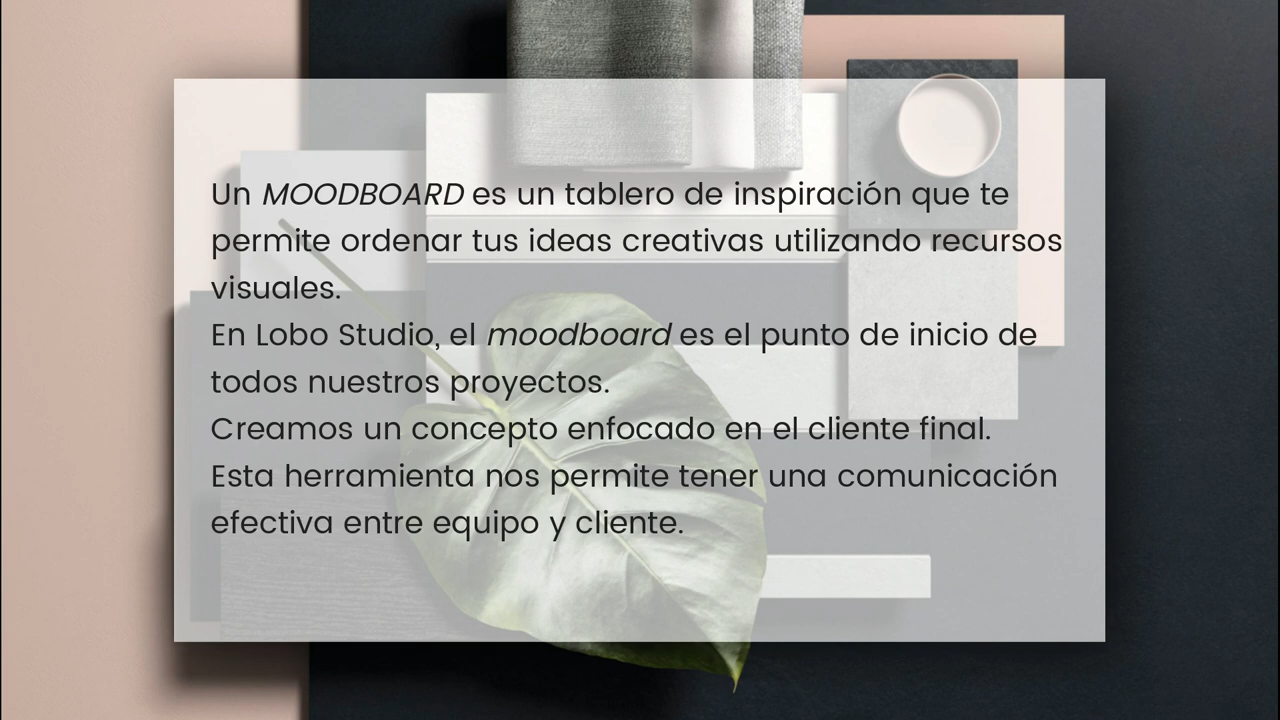 Un MOODBOARD es un tablero de inspiración que te
permite ordenar tus ideas creativas utilizando recursos
visuales.
En Lobo Studio, el moodboard es el punto de inicio de
todos nuestros proyectos.
Creamos un concepto enfocado en el cliente final.
Esta herramienta nos permite tener una comunicación
efectiva entre equipo y cliente.